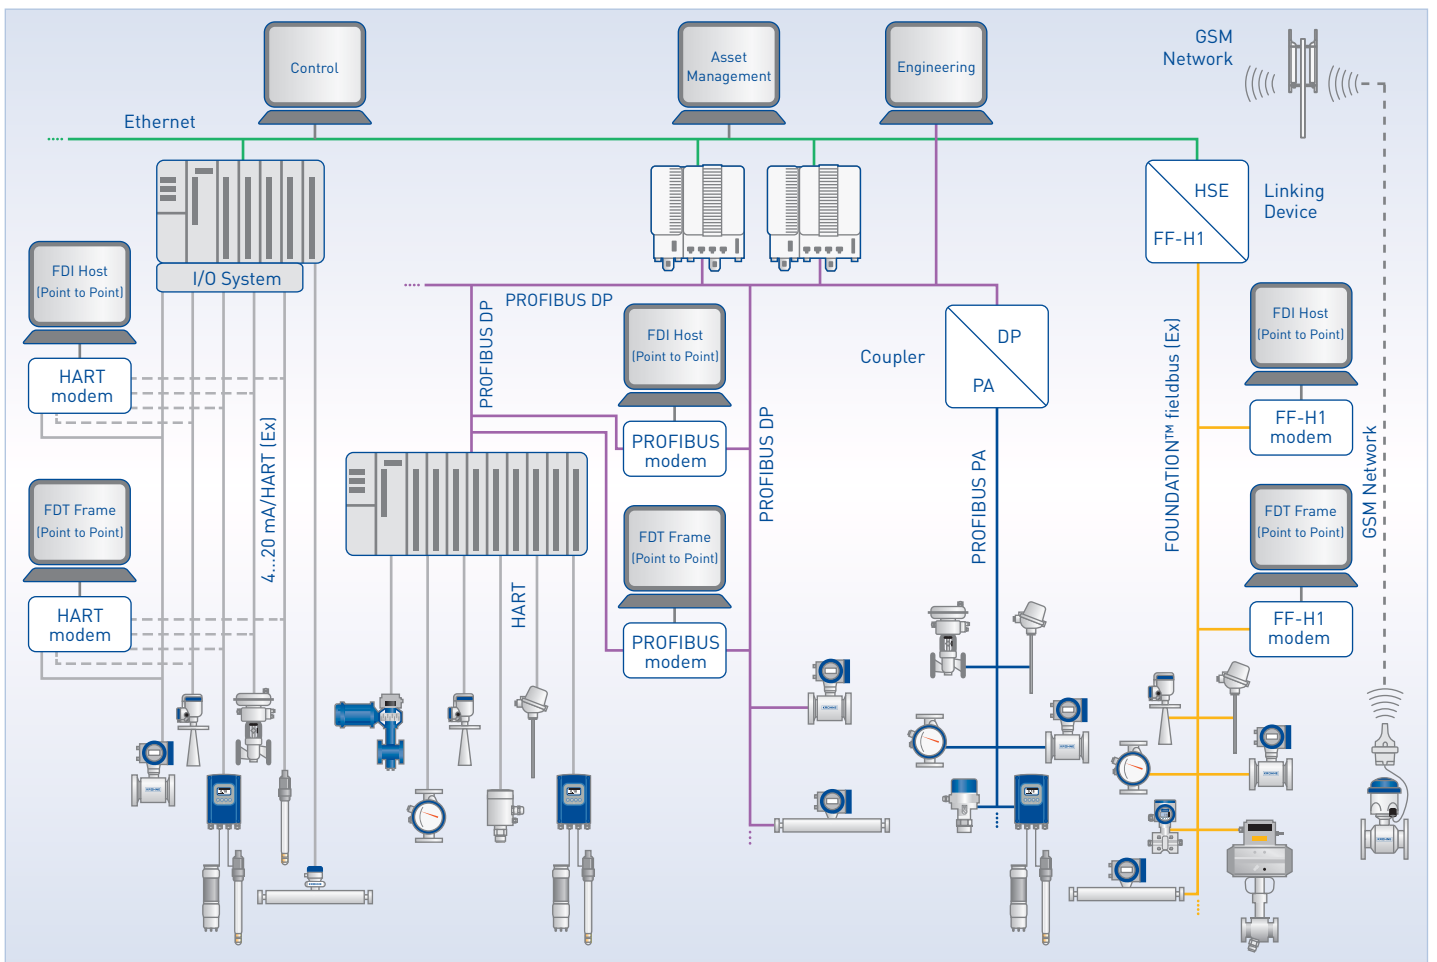 Control
Asset
Management
Engineering
GSM
Network
Ethernet
HSE
FF-H1
Linking
Device
I/O System
FDI Host
(Point to Point)
HART
modem
FDT Frame
(Point to Point)
HART
modem
4...20 mA/HART (Ex)
PROFIBUS DP
PROFIBUS DP
HART
FDI Host
(Point to Point)
PROFIBUS
modem
FDT Frame
(Point to Point)
PROFIBUS
modem
PROFIBUS DP
Coupler
DP
PA
PROFIBUS PA
FOUNDATION™ fieldbus (Ex)
FDI Host
(Point to Point)
FF-H1
modem
FDT Frame
(Point to Point)
FF-H1
modem
GSM Network